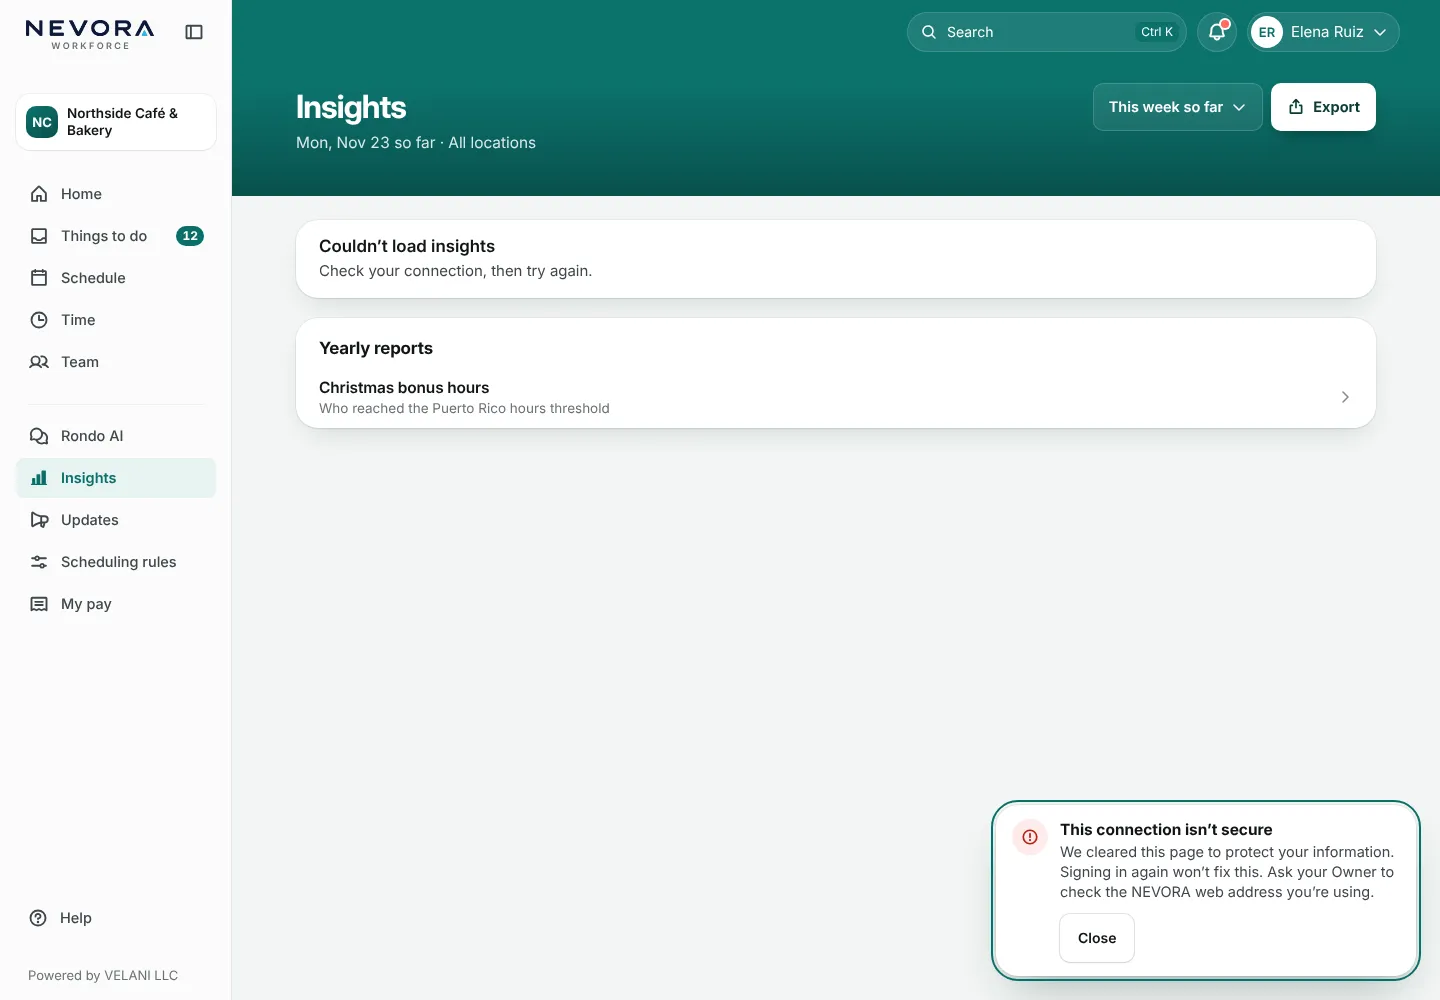 NEVORA
WORKFORCE
Search
Ctrl K
ER
Elena Ruiz
NC
Northside Café &
Bakery
Insights
Mon, Nov 23 so far · All locations
This week so far
Export
Home
Things to do
12
Schedule
Time
Team
Rondo AI
Insights
Updates
Scheduling rules
My pay
Couldn’t load insights
Check your connection, then try again.
Yearly reports
Christmas bonus hours
Who reached the Puerto Rico hours threshold
This connection isn’t secure
We cleared this page to protect your information.
Signing in again won’t fix this. Ask your Owner to
check the NEVORA web address you’re using.
Close
Help
Powered by VELANI LLC